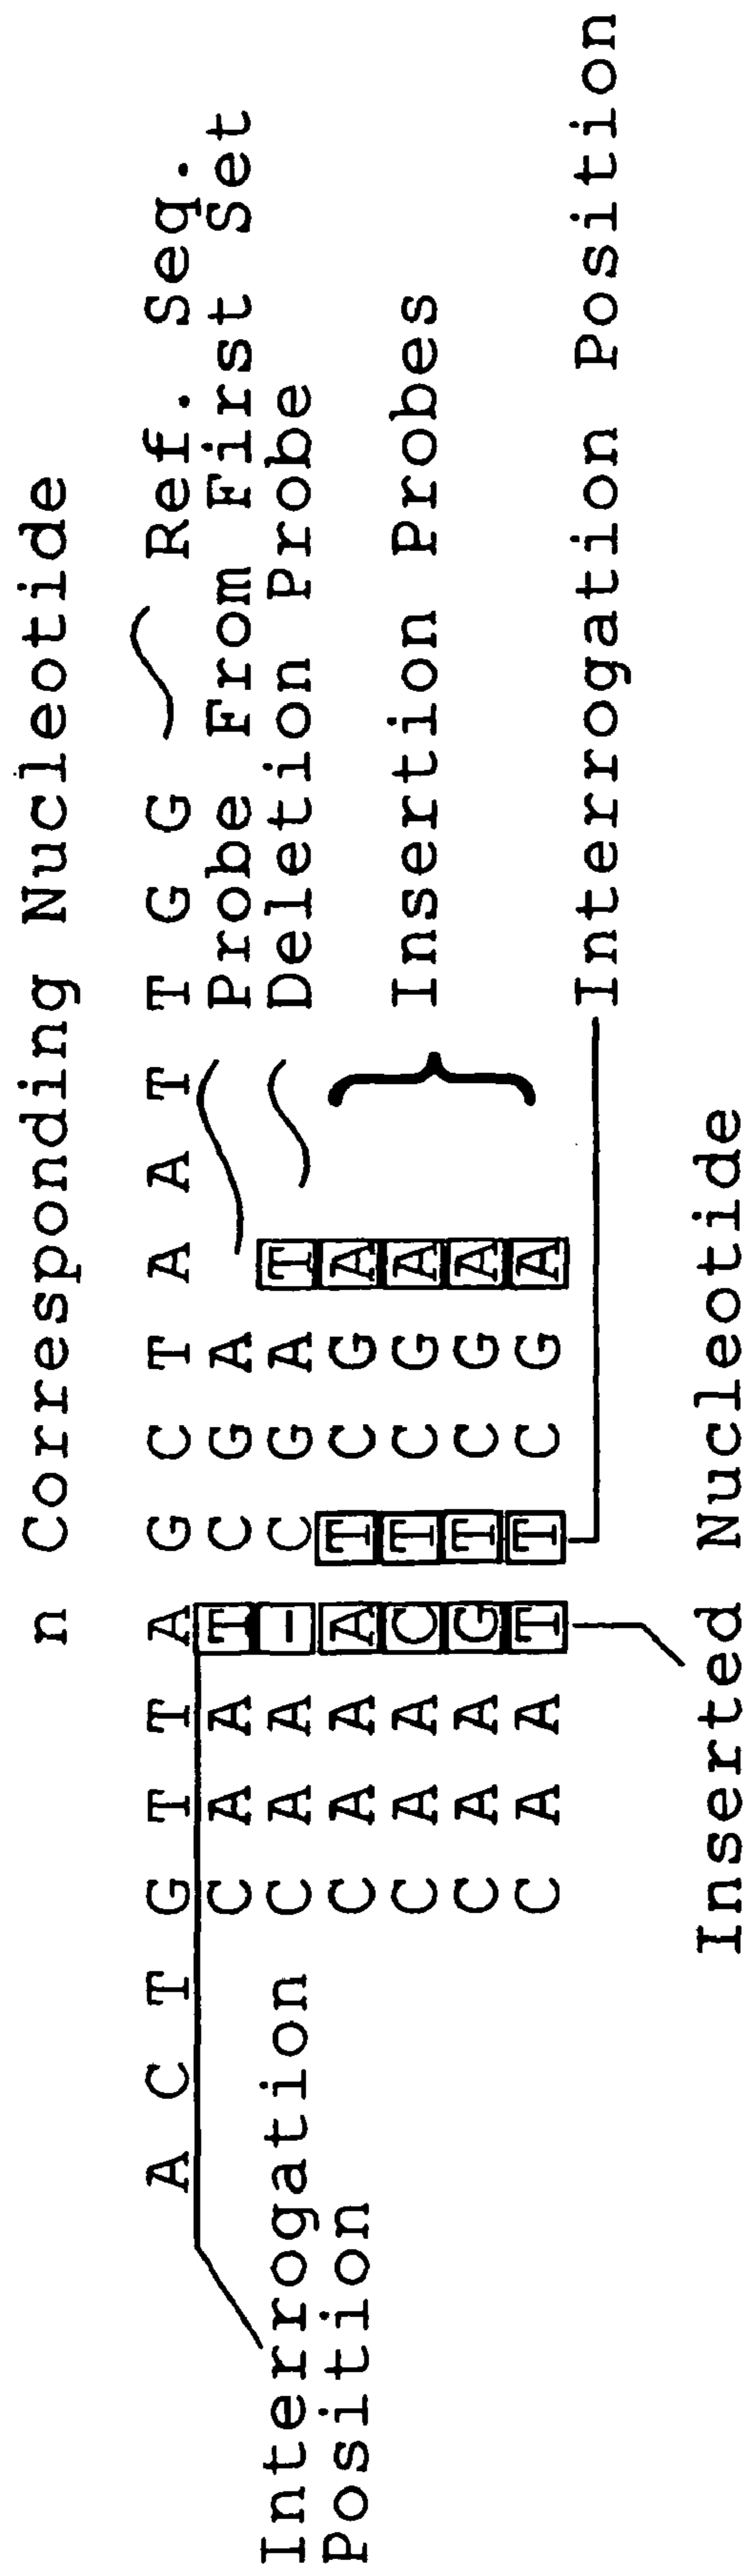 n Corresponding Nucleotide
A C T G T T A G C T A A T T G G Ref. Seq.
C A A T C G A Probe From First Set
Interrogation C A A - C G A T Deletion Probe
Position C A A A T C G A
C A A C T C G A Insertion Probes
C A A G T C G A
C A A T T C G A
Interrogation Position
Inserted Nucleotide